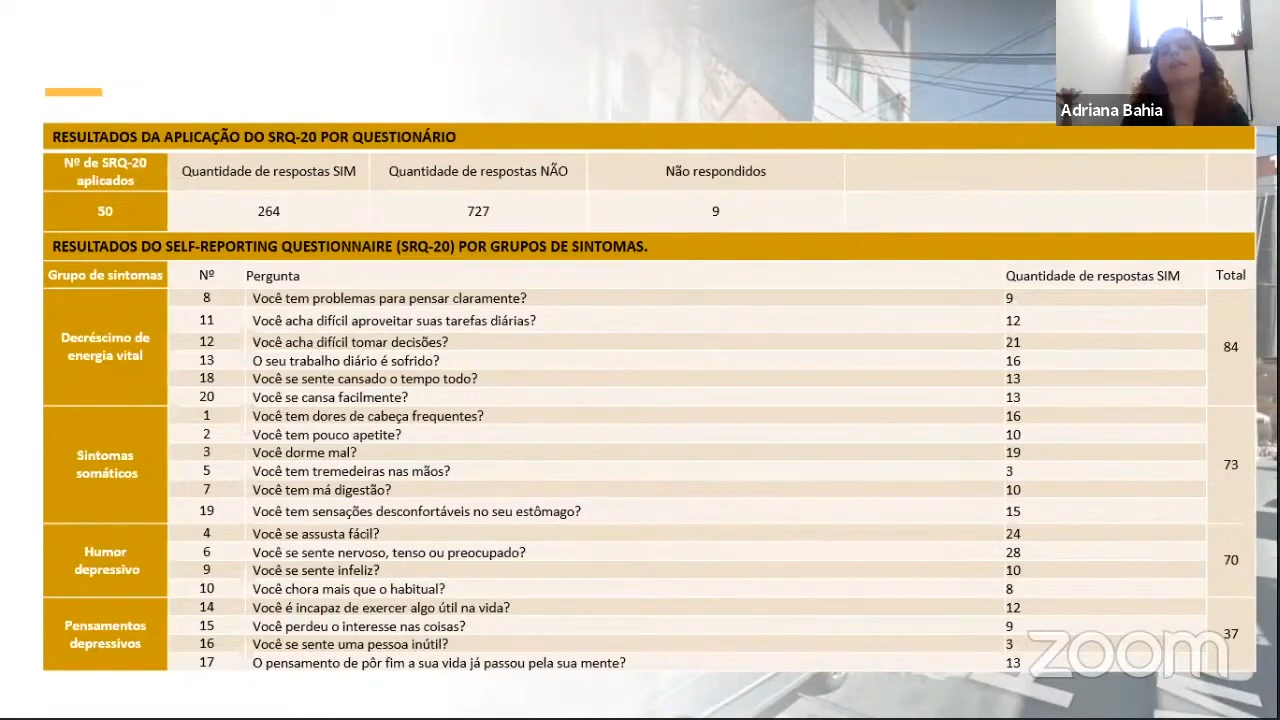 Adriana Bahia
RESULTADOS DA APLICAÇÃO DO SRQ-20 POR QUESTIONÁRIO
Nº de SRQ-20 aplicados Quantidade de respostas SIM Quantidade de respostas NÃO Não respondidos
50 264 727 9
RESULTADOS DO SELF-REPORTING QUESTIONNAIRE (SRQ-20) POR GRUPOS DE SINTOMAS.
Grupo de sintomas Nº Pergunta Quantidade de respostas SIM Total
Decréscimo de energia vital 84
8 Você tem problemas para pensar claramente? 9
11 Você acha difícil aproveitar suas tarefas diárias? 12
12 Você acha difícil tomar decisões? 21
13 O seu trabalho diário é sofrido? 16
18 Você se sente cansado o tempo todo? 13
20 Você se cansa facilmente? 13
Sintomas somáticos 73
1 Você tem dores de cabeça frequentes? 16
2 Você tem pouco apetite? 10
3 Você dorme mal? 19
5 Você tem tremedeiras nas mãos? 3
7 Você tem má digestão? 10
19 Você tem sensações desconfortáveis no seu estômago? 15
Humor depressivo 70
4 Você se assusta fácil? 24
6 Você se sente nervoso, tenso ou preocupado? 28
9 Você se sente infeliz? 10
10 Você chora mais que o habitual? 8
Pensamentos depressivos 37
14 Você é incapaz de exercer algo útil na vida? 12
15 Você perdeu o interesse nas coisas? 9
16 Você se sente uma pessoa inútil? 3
17 O pensamento de pôr fim a sua vida já passou pela sua mente? 13
zoom